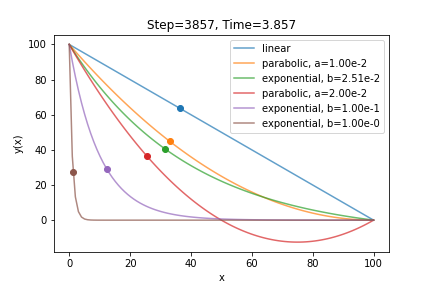 Step=3857, Time=3.857
linear
parabolic, a=1.00e-2
exponential, b=2.51e-2
parabolic, a=2.00e-2
exponential, b=1.00e-1
exponential, b=1.00e-0
100
80
60
40
20
0
y(x)
0 20 40 60 80 100
x